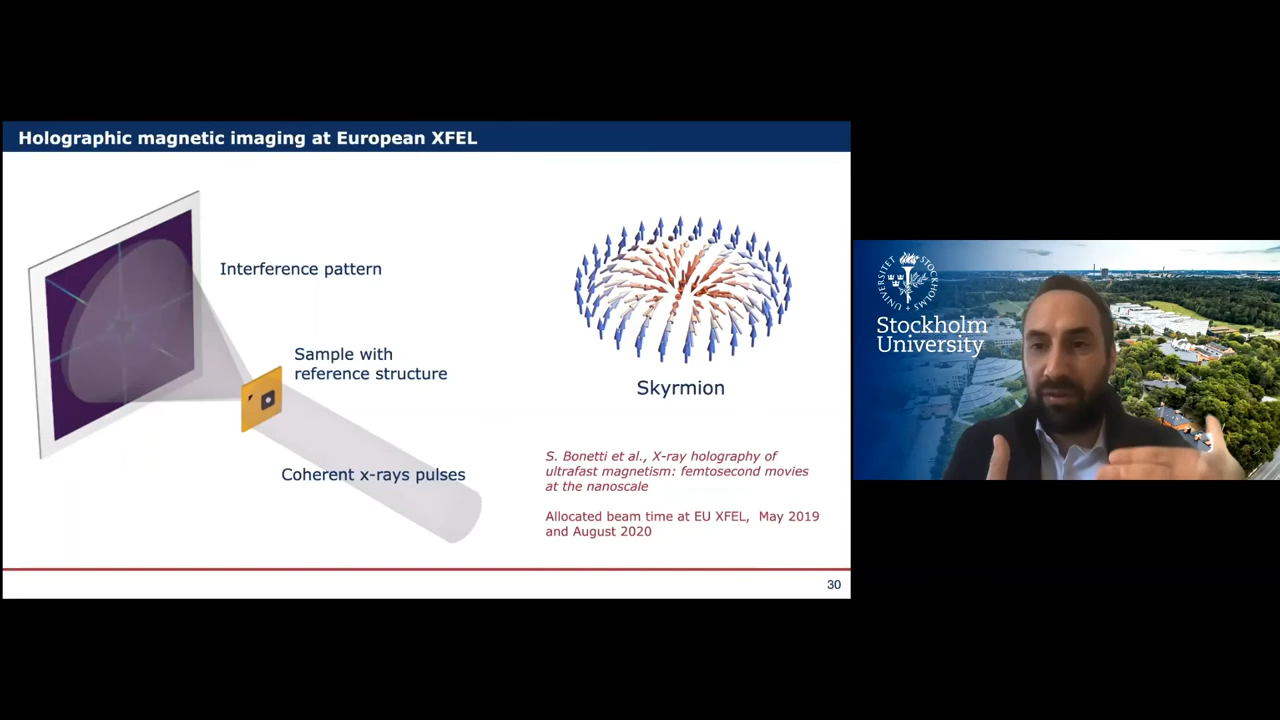 Holographic magnetic imaging at European XFEL
Interference pattern
Sample with
reference structure
Coherent x-rays pulses
Skyrmion
S. Bonetti et al., X-ray holography of
ultrafast magnetism: femtosecond movies
at the nanoscale
Allocated beam time at EU XFEL, May 2019
and August 2020
30
STOCKHOLMS UNIVERSITET
Stockholm
University